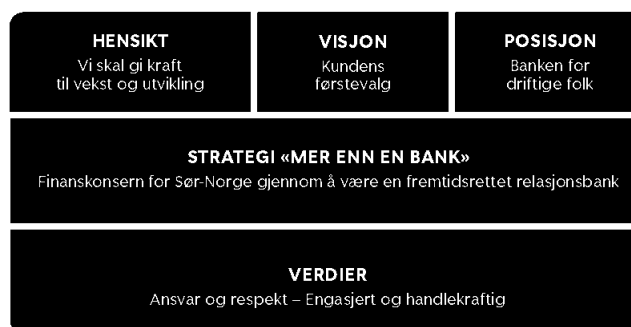 HENSIKT
Vi skal gi kraft
til vekst og utvikling
VISJON
Kundens
førstevalg
POSISJON
Banken for
driftige folk
STRATEGI «MER ENN EN BANK»
Finanskonsern for Sør-Norge gjennom å være en fremtidsrettet relasjonsbank
VERDIER
Ansvar og respekt – Engasjert og handlekraftig